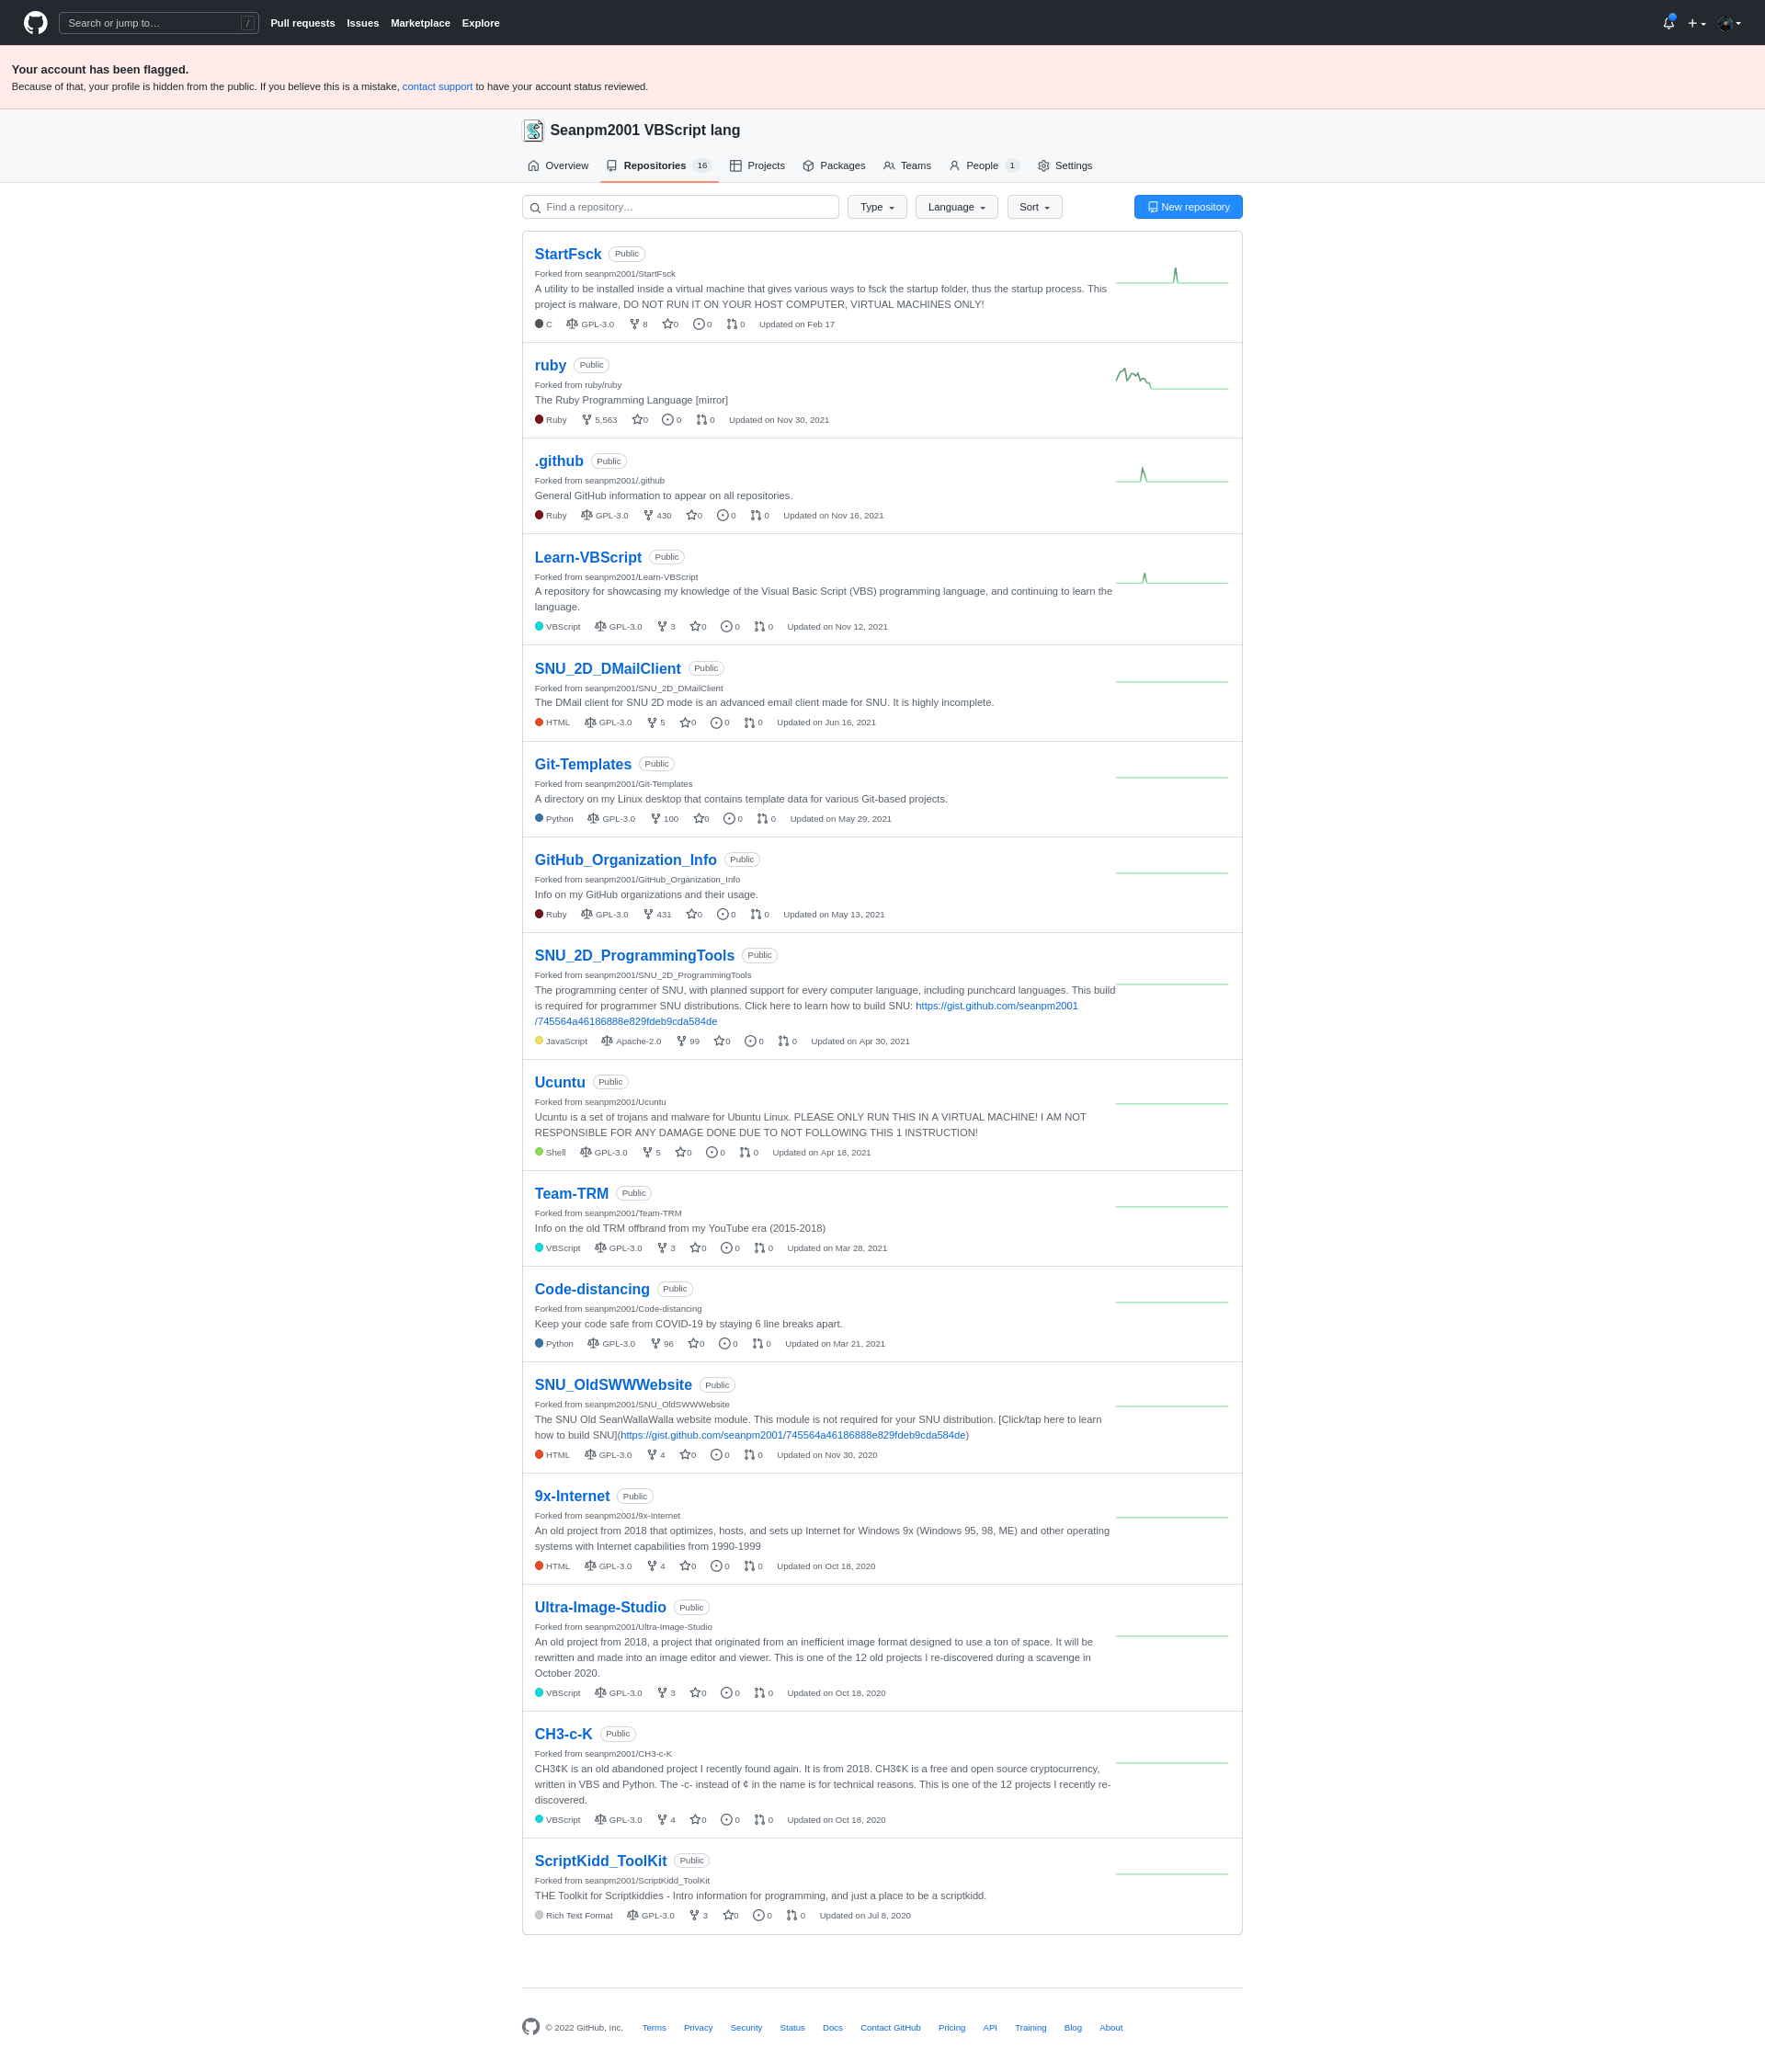 Search or jump to… /
Pull requests Issues Marketplace Explore
Your account has been flagged.
Because of that, your profile is hidden from the public. If you believe this is a mistake, contact support to have your account status reviewed.
Seanpm2001 VBScript lang
Overview Repositories 16 Projects Packages Teams People 1 Settings
Find a repository… Type Language Sort New repository
StartFsck Public
Forked from seanpm2001/StartFsck
A utility to be installed inside a virtual machine that gives various ways to fsck the startup folder, thus the startup process. This
project is malware, DO NOT RUN IT ON YOUR HOST COMPUTER, VIRTUAL MACHINES ONLY!
C GPL-3.0 8 0 0 0 Updated on Feb 17
ruby Public
Forked from ruby/ruby
The Ruby Programming Language [mirror]
Ruby 5,563 0 0 0 Updated on Nov 30, 2021
.github Public
Forked from seanpm2001/.github
General GitHub information to appear on all repositories.
Ruby GPL-3.0 430 0 0 0 Updated on Nov 16, 2021
Learn-VBScript Public
Forked from seanpm2001/Learn-VBScript
A repository for showcasing my knowledge of the Visual Basic Script (VBS) programming language, and continuing to learn the
language.
VBScript GPL-3.0 3 0 0 0 Updated on Nov 12, 2021
SNU_2D_DMailClient Public
Forked from seanpm2001/SNU_2D_DMailClient
The DMail client for SNU 2D mode is an advanced email client made for SNU. It is highly incomplete.
HTML GPL-3.0 5 0 0 0 Updated on Jun 16, 2021
Git-Templates Public
Forked from seanpm2001/Git-Templates
A directory on my Linux desktop that contains template data for various Git-based projects.
Python GPL-3.0 100 0 0 0 Updated on May 29, 2021
GitHub_Organization_Info Public
Forked from seanpm2001/GitHub_Organization_Info
Info on my GitHub organizations and their usage.
Ruby GPL-3.0 431 0 0 0 Updated on May 13, 2021
SNU_2D_ProgrammingTools Public
Forked from seanpm2001/SNU_2D_ProgrammingTools
The programming center of SNU, with planned support for every computer language, including punchcard languages. This build
is required for programmer SNU distributions. Click here to learn how to build SNU: https://gist.github.com/seanpm2001
/745564a46186888e829fdeb9cda584de
JavaScript Apache-2.0 99 0 0 0 Updated on Apr 30, 2021
Ucuntu Public
Forked from seanpm2001/Ucuntu
Ucuntu is a set of trojans and malware for Ubuntu Linux. PLEASE ONLY RUN THIS IN A VIRTUAL MACHINE! I AM NOT
RESPONSIBLE FOR ANY DAMAGE DONE DUE TO NOT FOLLOWING THIS 1 INSTRUCTION!
Shell GPL-3.0 5 0 0 0 Updated on Apr 18, 2021
Team-TRM Public
Forked from seanpm2001/Team-TRM
Info on the old TRM offbrand from my YouTube era (2015-2018)
VBScript GPL-3.0 3 0 0 0 Updated on Mar 28, 2021
Code-distancing Public
Forked from seanpm2001/Code-distancing
Keep your code safe from COVID-19 by staying 6 line breaks apart.
Python GPL-3.0 96 0 0 0 Updated on Mar 21, 2021
SNU_OldSWWWebsite Public
Forked from seanpm2001/SNU_OldSWWWebsite
The SNU Old SeanWallaWalla website module. This module is not required for your SNU distribution. [Click/tap here to learn
how to build SNU](https://gist.github.com/seanpm2001/745564a46186888e829fdeb9cda584de)
HTML GPL-3.0 4 0 0 0 Updated on Nov 30, 2020
9x-Internet Public
Forked from seanpm2001/9x-Internet
An old project from 2018 that optimizes, hosts, and sets up Internet for Windows 9x (Windows 95, 98, ME) and other operating
systems with Internet capabilities from 1990-1999
HTML GPL-3.0 4 0 0 0 Updated on Oct 18, 2020
Ultra-Image-Studio Public
Forked from seanpm2001/Ultra-Image-Studio
An old project from 2018, a project that originated from an inefficient image format designed to use a ton of space. It will be
rewritten and made into an image editor and viewer. This is one of the 12 old projects I re-discovered during a scavenge in
October 2020.
VBScript GPL-3.0 3 0 0 0 Updated on Oct 18, 2020
CH3-c-K Public
Forked from seanpm2001/CH3-c-K
CH3¢K is an old abandoned project I recently found again. It is from 2018. CH3¢K is a free and open source cryptocurrency,
written in VBS and Python. The -c- instead of ¢ in the name is for technical reasons. This is one of the 12 projects I recently re-
discovered.
VBScript GPL-3.0 4 0 0 0 Updated on Oct 18, 2020
ScriptKidd_ToolKit Public
Forked from seanpm2001/ScriptKidd_ToolKit
THE Toolkit for Scriptkiddies - Intro information for programming, and just a place to be a scriptkidd.
Rich Text Format GPL-3.0 3 0 0 0 Updated on Jul 8, 2020
© 2022 GitHub, Inc. Terms Privacy Security Status Docs Contact GitHub Pricing API Training Blog About